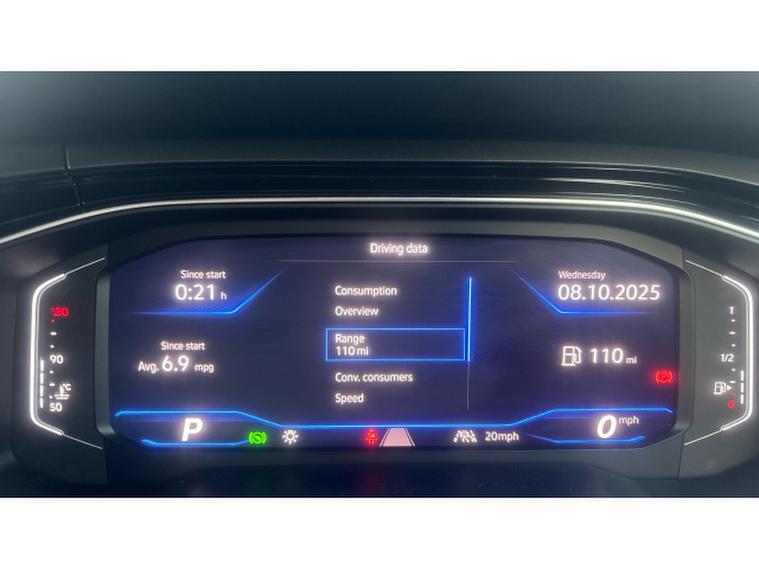 Driving data
Since start
0:21 h
Since start
Avg. 6.9 mpg
Consumption
Overview
Range
110 mi
Conv. consumers
Speed
Wednesday
08.10.2025
110 mi
130
90
°C
50
1
1/2
0
P
20mph
0 mph